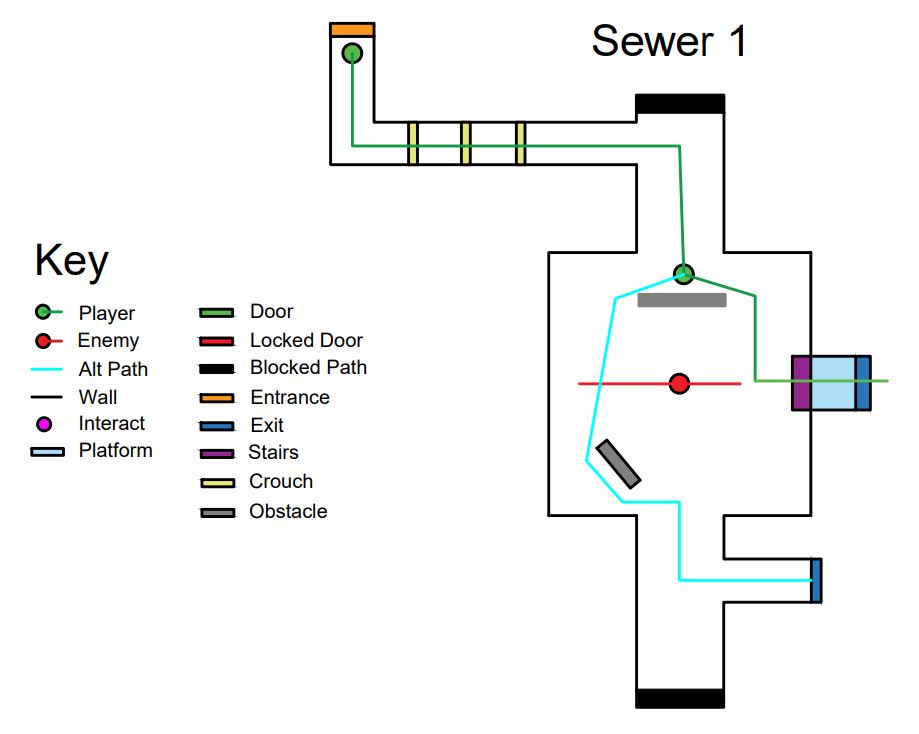 Sewer 1
Key
Player
Enemy
Alt Path
Wall
Interact
Platform
Door
Locked Door
Blocked Path
Entrance
Exit
Stairs
Crouch
Obstacle